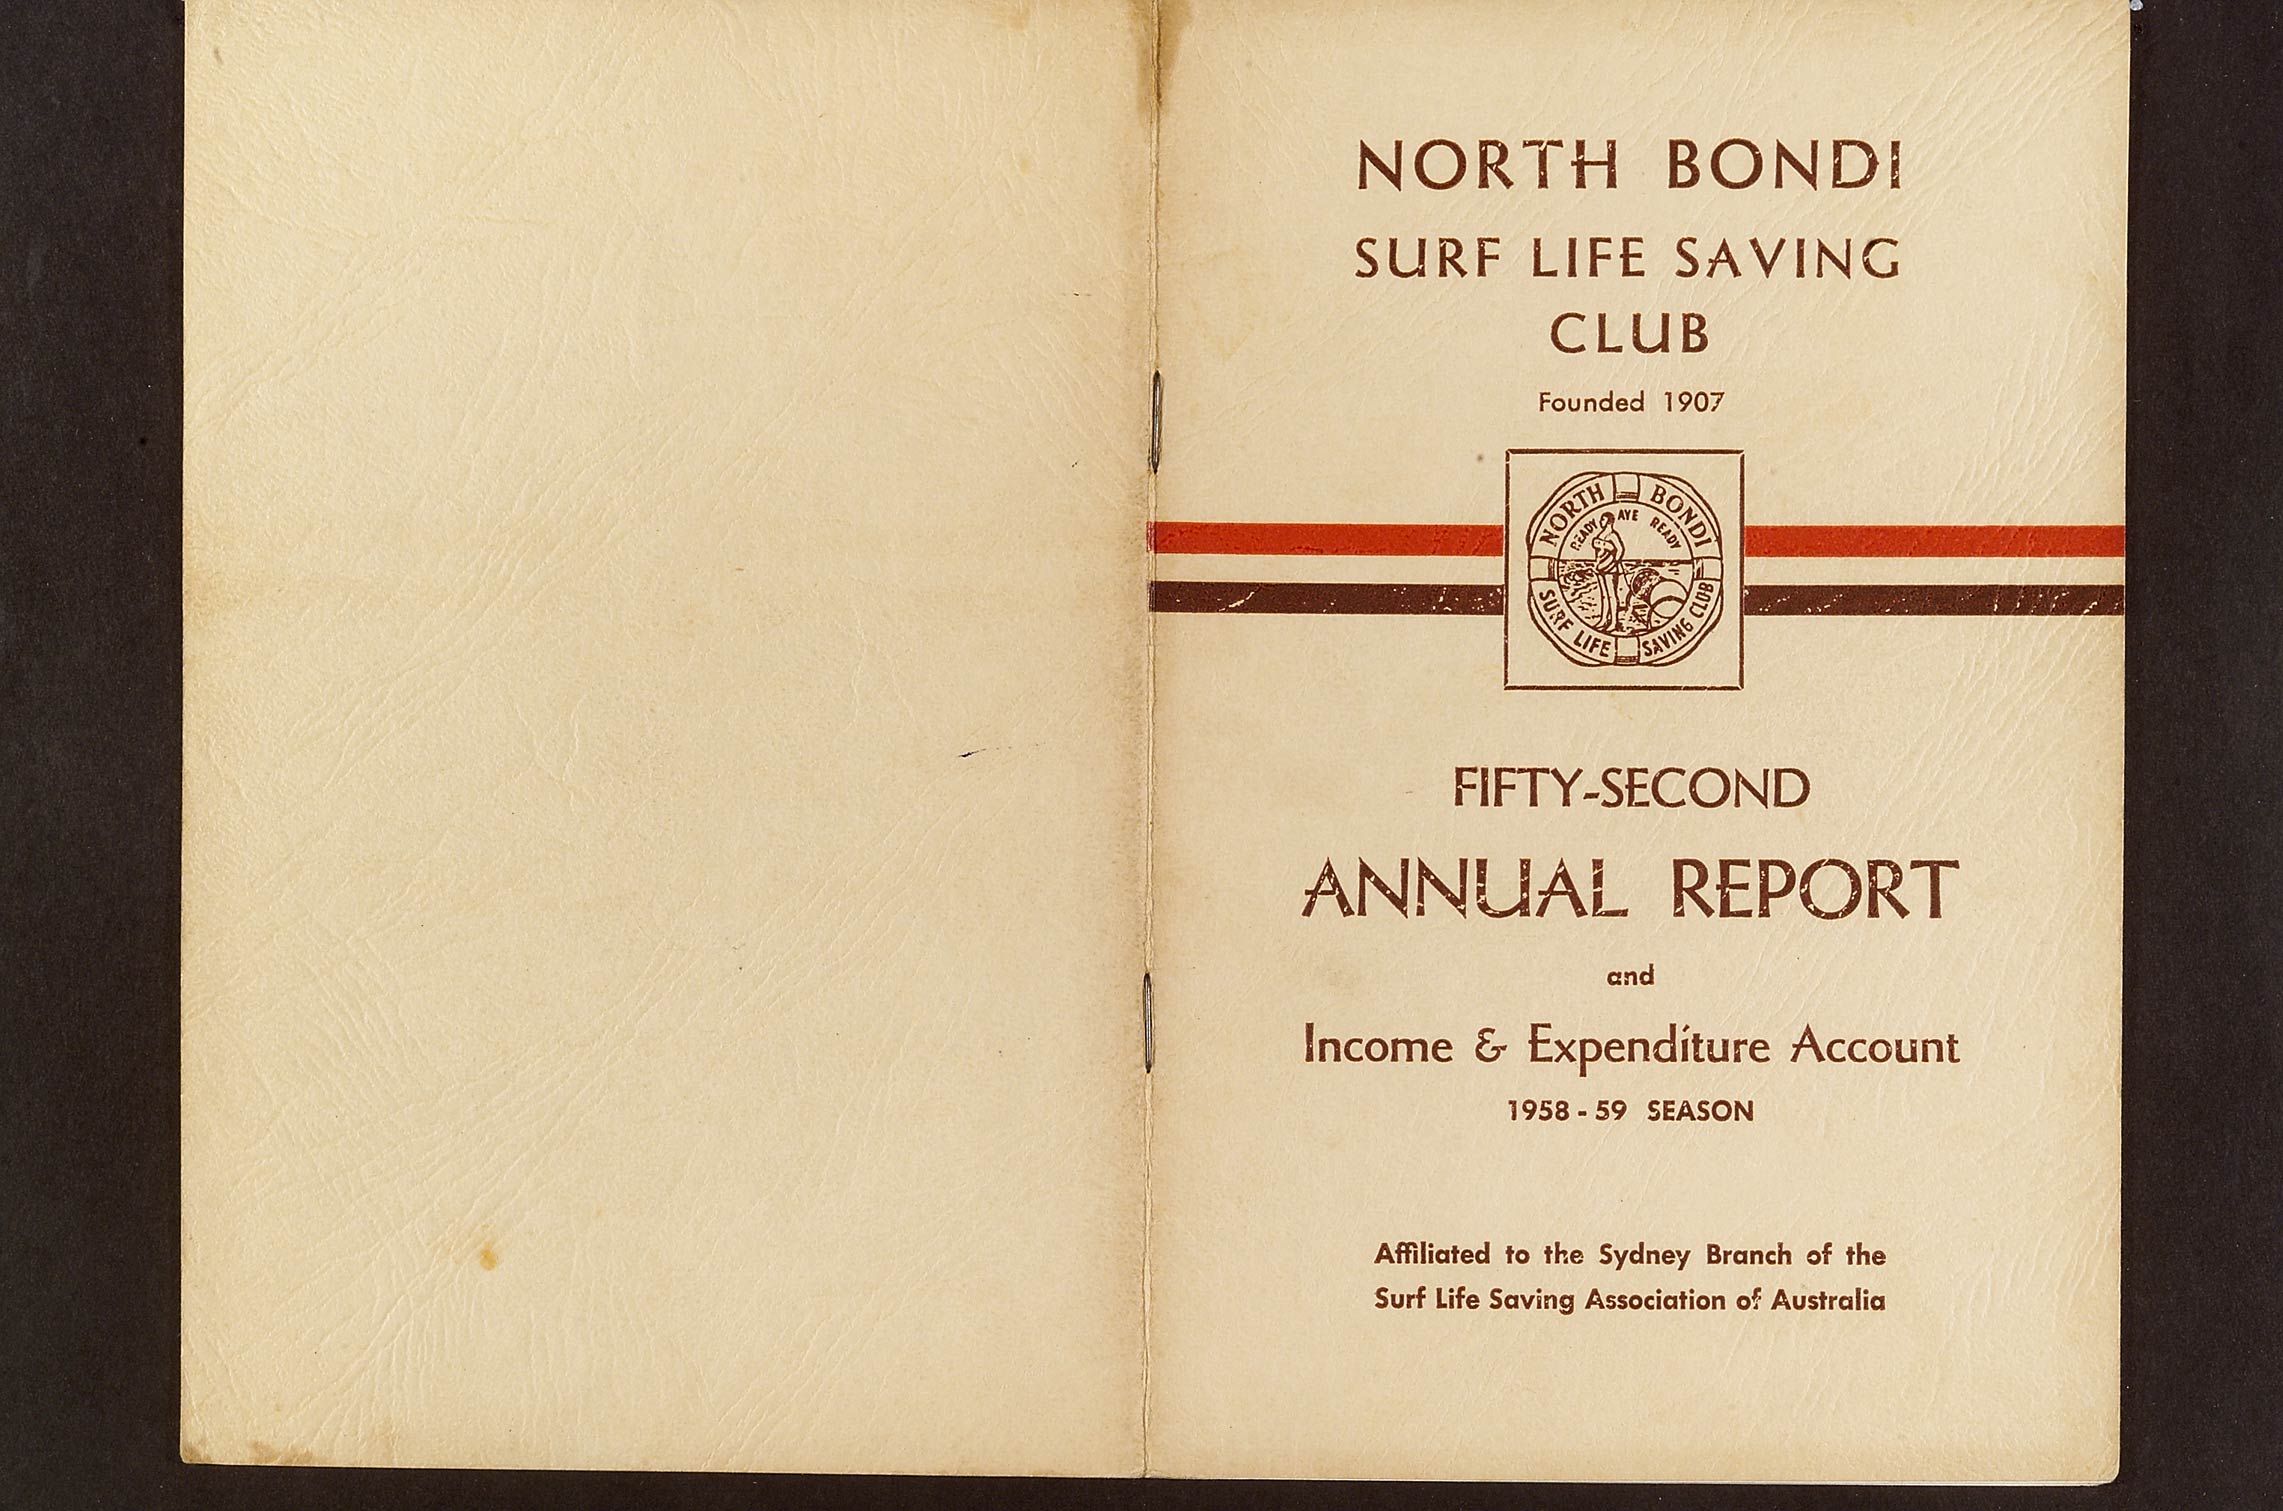 NORTH BONDI
SURF LIFE SAVING
CLUB
Founded 1907
NORTH BONDI
READY AYE READY
SURF LIFE SAVING CLUB
FIFTY-SECOND
ANNUAL REPORT
and
Income & Expenditure Account
1958-59 SEASON
Affiliated to the Sydney Branch of the
Surf Life Saving Association of Australia